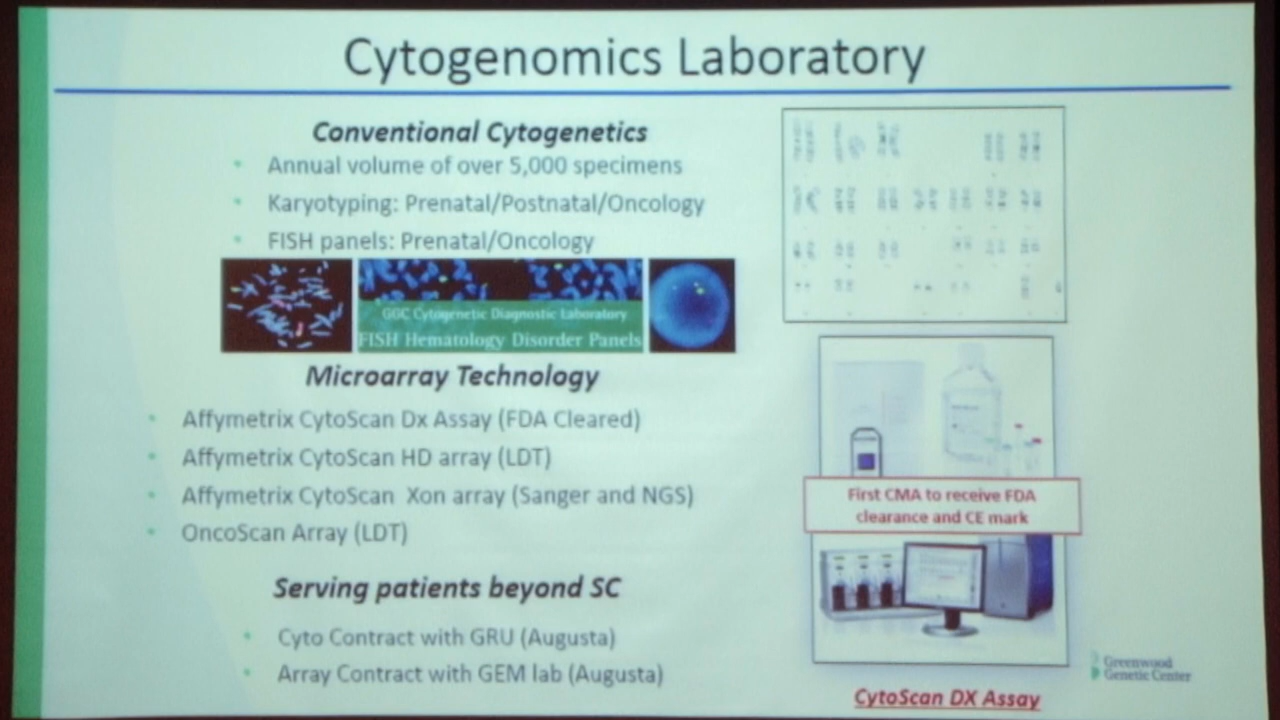 Cytogenomics Laboratory
Conventional Cytogenetics
• Annual volume of over 5,000 specimens
• Karyotyping: Prenatal/Postnatal/Oncology
• FISH panels: Prenatal/Oncology
GGC Cytogenetic Diagnostic Laboratory
FISH Hematology Disorder Panels
Microarray Technology
• Affymetrix CytoScan Dx Assay (FDA Cleared)
• Affymetrix CytoScan HD array (LDT)
• Affymetrix CytoScan Xon array (Sanger and NGS)
• OncoScan Array (LDT)
First CMA to receive FDA
clearance and CE mark
Serving patients beyond SC
• Cyto Contract with GRU (Augusta)
• Array Contract with GEM lab (Augusta)
CytoScan DX Assay
Greenwood
Genetic Center